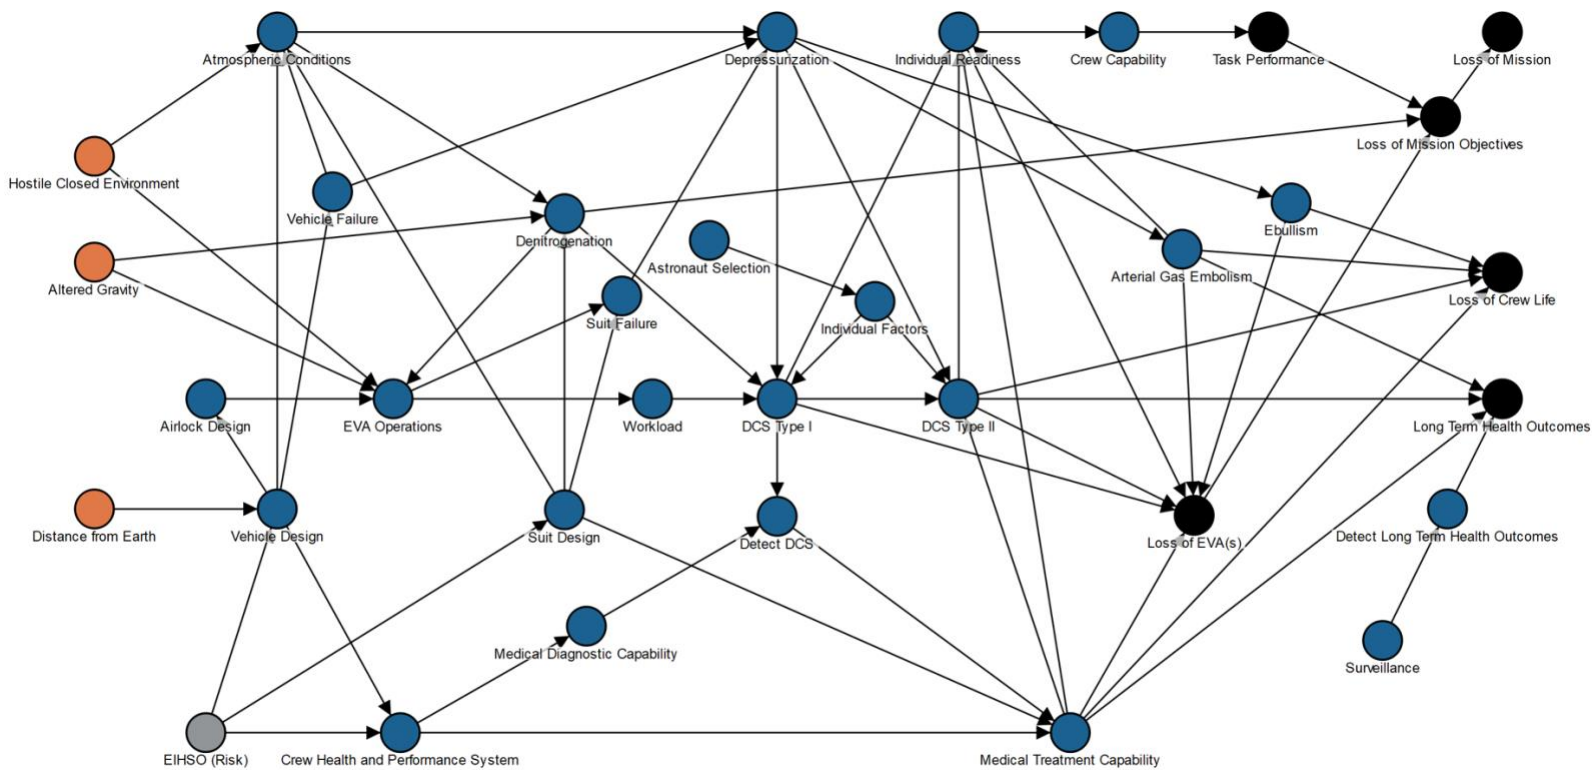 Atmospheric Conditions
Depressurization
Individual Readiness
Crew Capability
Task Performance
Loss of Mission
Loss of Mission Objectives
Hostile Closed Environment
Vehicle Failure
Denitrogenation
Ebullism
Astronaut Selection
Arterial Gas Embolism
Altered Gravity
Suit Failure
Individual Factors
Loss of Crew Life
Airlock Design
EVA Operations
Workload
DCS Type I
DCS Type II
Long Term Health Outcomes
Distance from Earth
Vehicle Design
Suit Design
Detect DCS
Loss of EVA(s)
Detect Long Term Health Outcomes
Medical Diagnostic Capability
Surveillance
EIHSO (Risk)
Crew Health and Performance System
Medical Treatment Capability